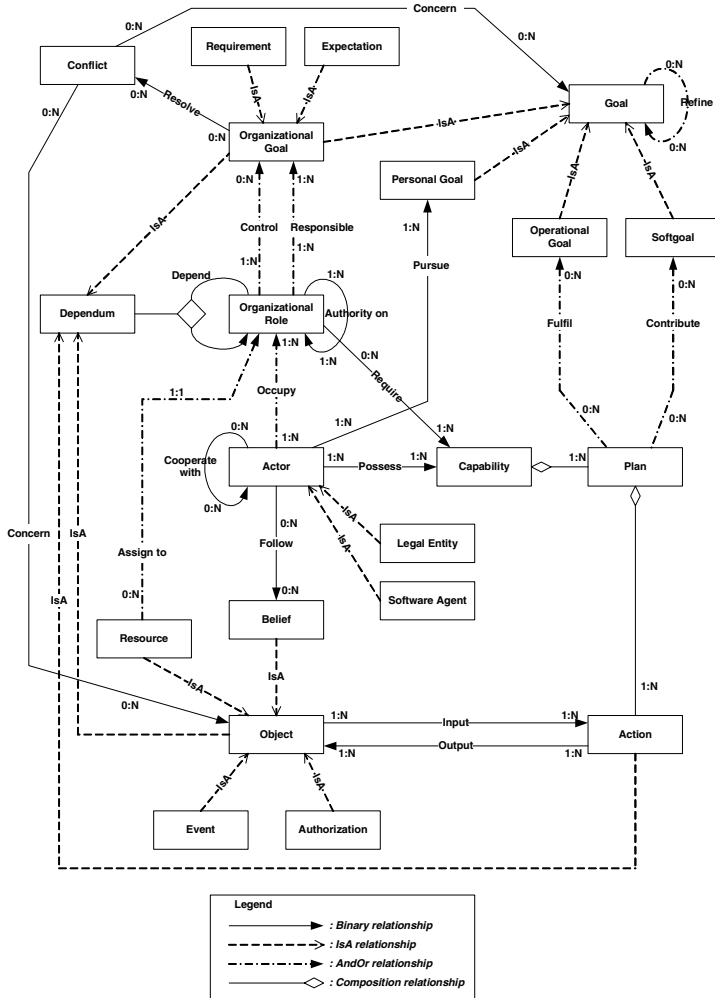 Concern
0:N
0:N
Requirement
Expectation
Conflict
0:N
Goal
Refine
0:N
0:N
0:N
Resolve
IsA
IsA
0:N
Organizational
Goal
IsA
IsA
Personal Goal
IsA
IsA
0:N
1:N
IsA
1:N
Operational
Goal
Softgoal
Control
Responsible
1:N
1:N
Pursue
0:N
0:N
Depend
1:N
Dependum
Organizational
Role
Authority on
Fulfil
Contribute
1:N
1:N
0:N
1:1
Require
Occupy
0:N
0:N
1:N
1:N
1:N
0:N
Cooperate
with
Actor
1:N
Possess
1:N
Capability
1:N
Plan
0:N
0:N
Concern
IsA
Follow
IsA
Legal Entity
Assign to
IsA
IsA
0:N
0:N
Software Agent
Resource
Belief
IsA
IsA
1:N
0:N
1:N
Input
1:N
Object
Action
1:N
Output
1:N
IsA
IsA
Event
Authorization
Legend
: Binary relationship
: IsA relationship
: AndOr relationship
: Composition relationship